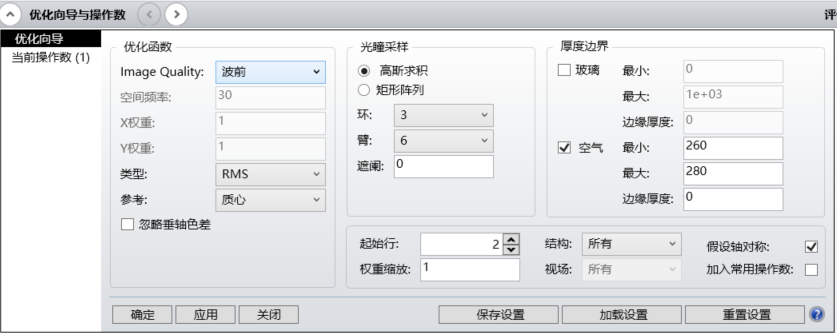 优化向导与操作数
评
优化向导
当前操作数 (1)
优化函数
Image Quality: 波前
空间频率: 30
X权重: 1
Y权重: 1
类型: RMS
参考: 质心
忽略垂轴色差
光瞳采样
高斯求积
矩形阵列
环: 3
臂: 6
遮阑: 0
厚度边界
玻璃 最小: 0
最大: 1e+03
边缘厚度: 0
空气 最小: 260
最大: 280
边缘厚度: 0
起始行: 2 结构: 所有 假设轴对称:
权重缩放: 1 视场: 所有 加入常用操作数:
确定 应用 关闭 保存设置 加载设置 重置设置 ?